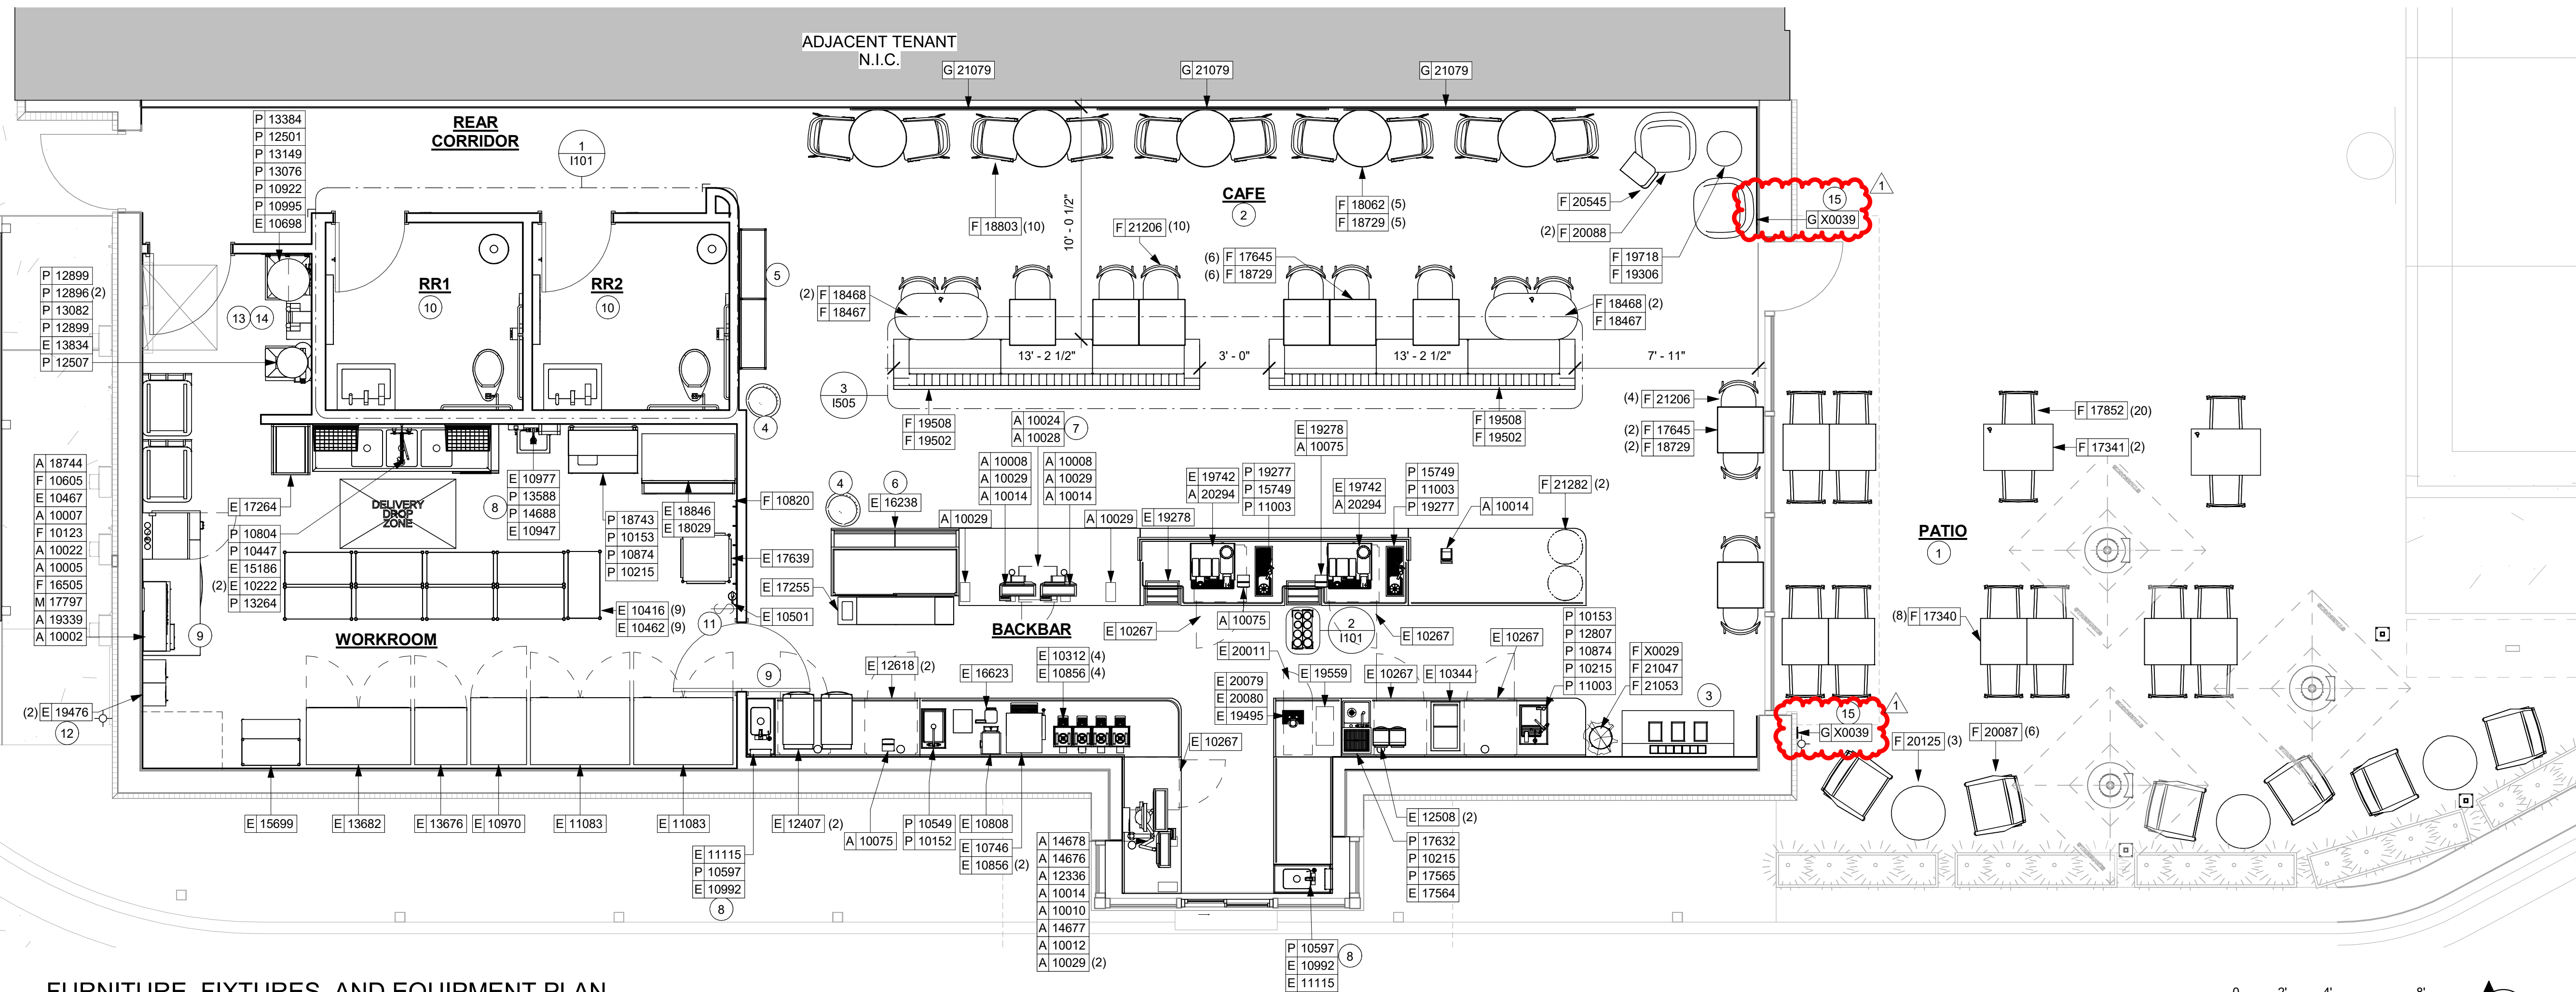 ADJACENT TENANT
N.I.C.
G 21079
G 21079
G 21079
REAR
CORRIDOR
1
I101
P 13384
P 12501
P 13149
P 13076
P 10922
P 10995
E 10698
CAFE
2
10' - 0 1/2"
F 18803 (10)
F 21206 (10)
F 18062 (5)
F 18729 (5)
F 20545
(2) F 20088
F 19718
F 19306
15
G X0039
1
P 12899
P 12896 (2)
P 13082
P 12899
E 13834
P 12507
13
14
RR1
10
RR2
10
5
(2) F 18468
F 18467
(6) F 17645
(6) F 18729
F 18468 (2)
F 18467
13' - 2 1/2"
3' - 0"
13' - 2 1/2"
7' - 11"
3
I505
4
F 19508
F 19502
F 19508
F 19502
(4) F 21206
(2) F 17645
(2) F 18729
F 17852 (20)
F 17341 (2)
A 18744
F 10605
E 10467
A 10007
F 10123
A 10022
A 10005
F 16505
M 17797
A 19339
A 10002
9
E 17264
P 10804
P 10447
E 15186
(2) E 10222
P 13264
DELIVERY
DROP
ZONE
8
E 10977
P 13588
P 14688
E 10947
P 18743
P 10153
P 10874
P 10215
E 18846
E 18029
F 10820
E 17639
E 17255
E 10501
11
E 10416 (9)
E 10462 (9)
WORKROOM
4
6
E 16238
A 10024
A 10028
7
A 10008
A 10029
A 10014
A 10008
A 10029
A 10014
A 10029
A 10029
E 19278
E 19742
A 20294
P 19277
P 15749
P 11003
E 19278
A 10075
E 19742
A 20294
P 15749
P 11003
P 19277
A 10014
F 21282 (2)
BACKBAR
E 10267
A 10075
2
I101
E 10267
E 10267
PATIO
1
(8) F 17340
(2) E 19476
12
9
E 12618 (2)
E 16623
E 10312 (4)
E 10856 (4)
E 20011
E 20079
E 20080
E 19495
E 19559
E 10267
E 10344
P 10153
P 12807
P 10874
P 10215
P 11003
F X0029
F 21047
F 21053
3
15
G X0039
1
F 20125 (3)
F 20087 (6)
E 10267
E 15699
E 13682
E 13676
E 10970
E 11083
E 11083
E 12407 (2)
A 10075
P 10549
P 10152
E 10808
E 10746
E 10856 (2)
E 11115
P 10597
E 10992
8
A 14678
A 14676
A 12336
A 10014
A 10010
A 14677
A 10012
A 10029 (2)
E 12508 (2)
P 17632
P 10215
P 17565
E 17564
P 10597
E 10992
E 11115
8
FURNITURE, FIXTURES, AND EQUIPMENT PLAN
0 2' 4' 8'